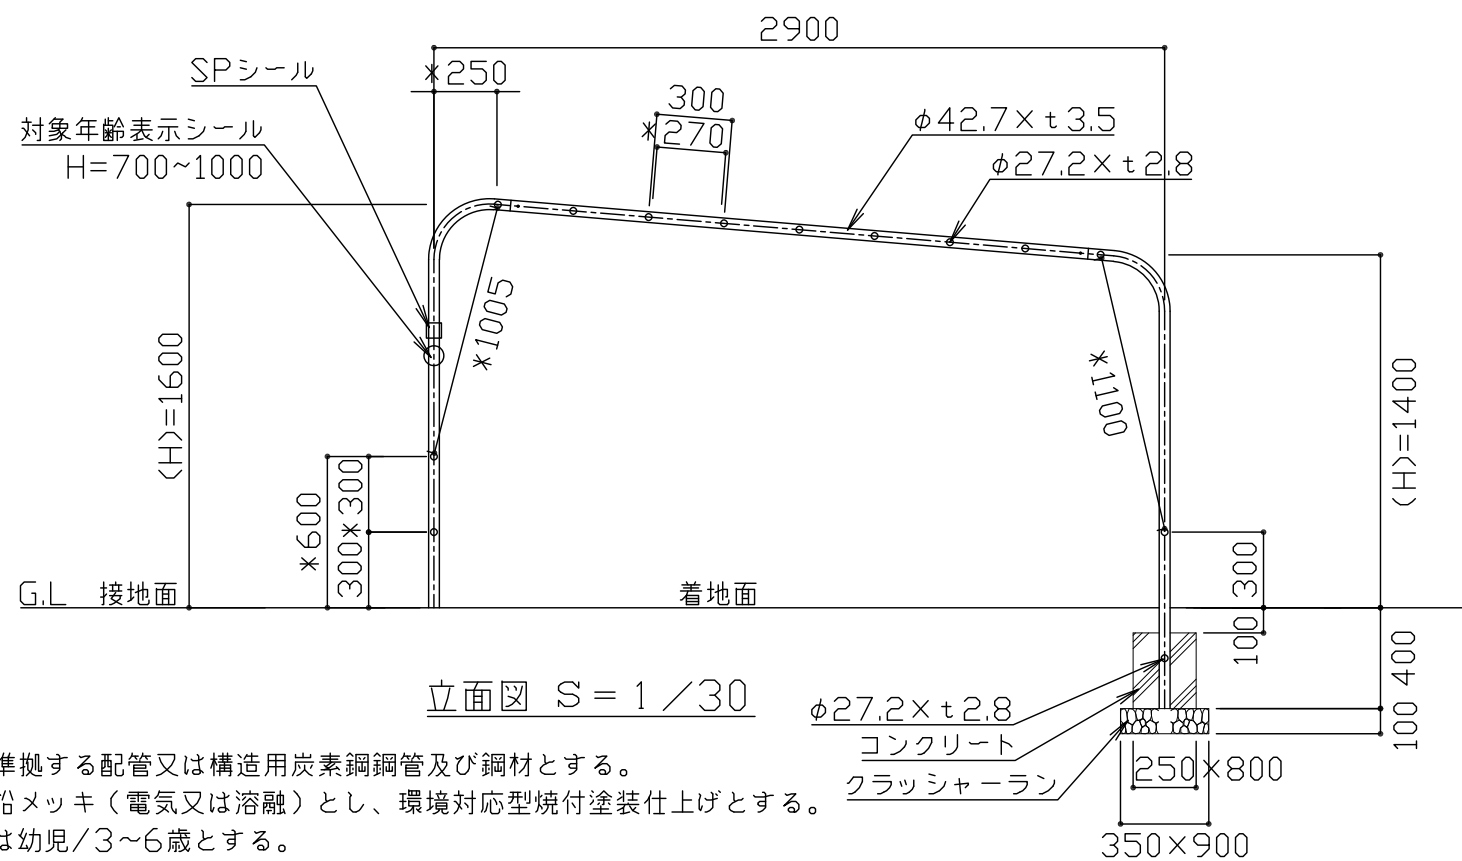 2900
SPシール
*250
300
*270
対象年齢表示シール
H=700~1000
φ42.7×t3.5
φ27.2×t2.8
*1005
*1100
(H)=1600
(H)=1400
*600
300*300
300
G.L 接地面
着地面
100
400
100
立面図 S=1/30
φ27.2×t2.8
コンクリート
クラッシャーラン
250×800
350×900
準拠する配管又は構造用炭素鋼鋼管及び鋼材とする。
鉛メッキ(電気又は溶融)とし、環境対応型焼付塗装仕上げとする。
は幼児/3~6歳とする。